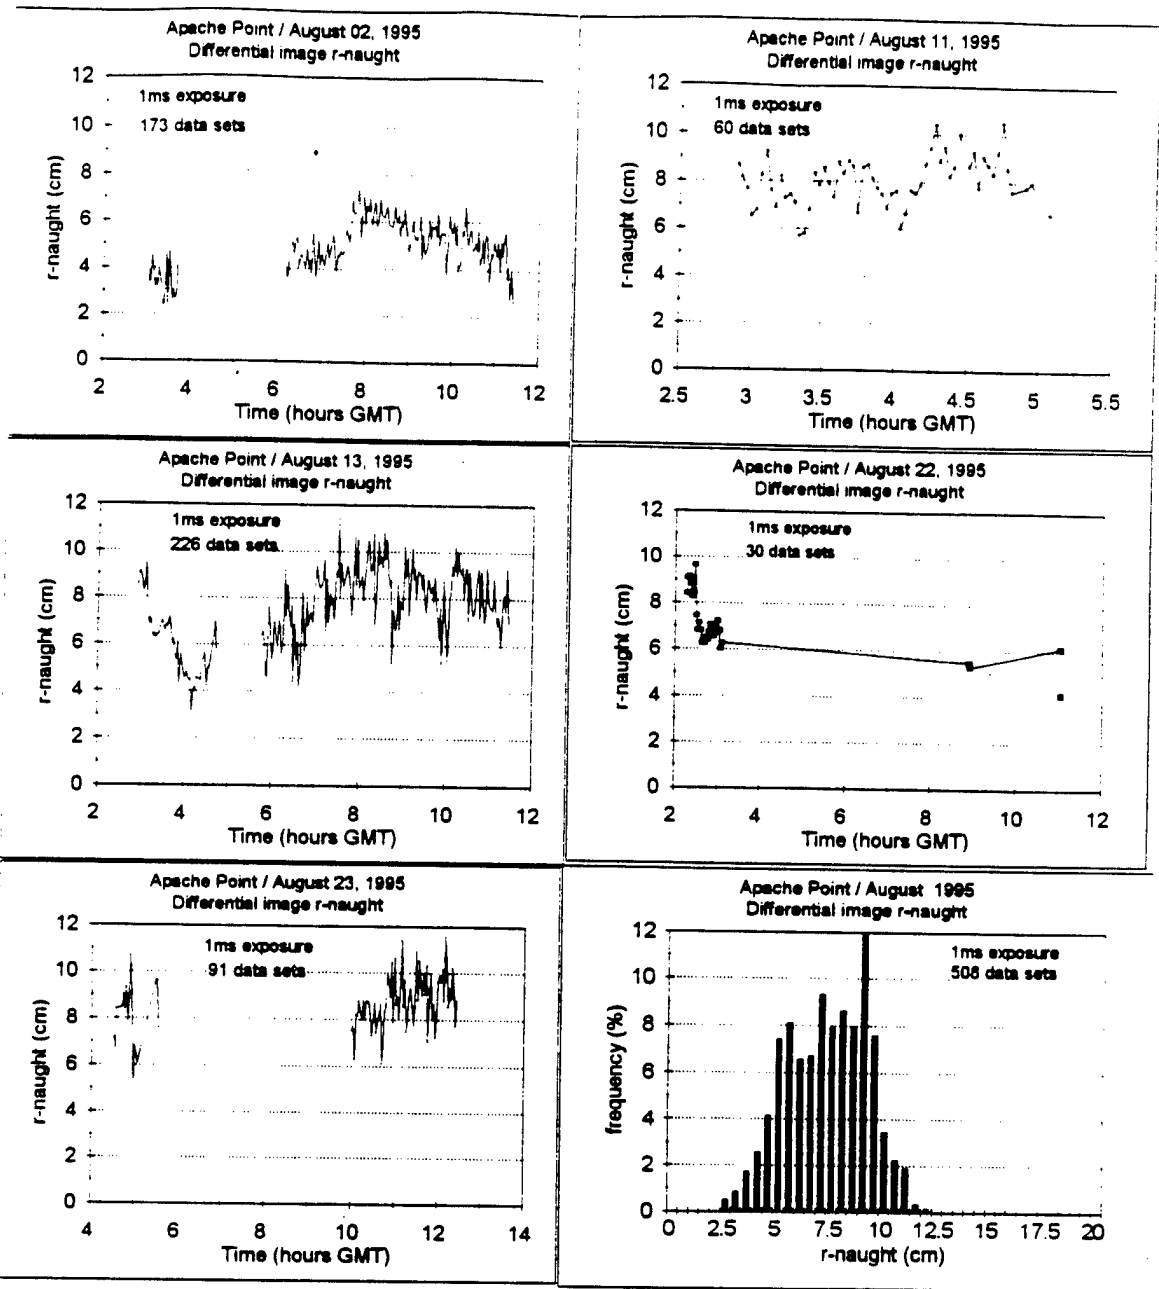 Apache Point / August 02, 1995
Differential image r-naught
1ms exposure
173 data sets
r-naught (cm)
12
10
8
6
4
2
0
2 4 6 8 10 12
Time (hours GMT)
Apache Point / August 11, 1995
Differential image r-naught
1ms exposure
60 data sets
r-naught (cm)
12
10
8
6
4
2
0
2.5 3 3.5 4 4.5 5 5.5
Time (hours GMT)
Apache Point / August 13, 1995
Differential image r-naught
1ms exposure
226 data sets
r-naught (cm)
12
10
8
6
4
2
0
2 4 6 8 10 12
Time (hours GMT)
Apache Point / August 22, 1995
Differential image r-naught
1ms exposure
30 data sets
r-naught (cm)
12
10
8
6
4
2
0
2 4 6 8 10 12
Time (hours GMT)
Apache Point / August 23, 1995
Differential image r-naught
1ms exposure
91 data sets
r-naught (cm)
12
10
8
6
4
2
0
4 6 8 10 12 14
Time (hours GMT)
Apache Point / August 1995
Differential image r-naught
1ms exposure
508 data sets
frequency (%)
12
10
8
6
4
2
0
0 2.5 5 7.5 10 12.5 15 17.5 20
r-naught (cm)